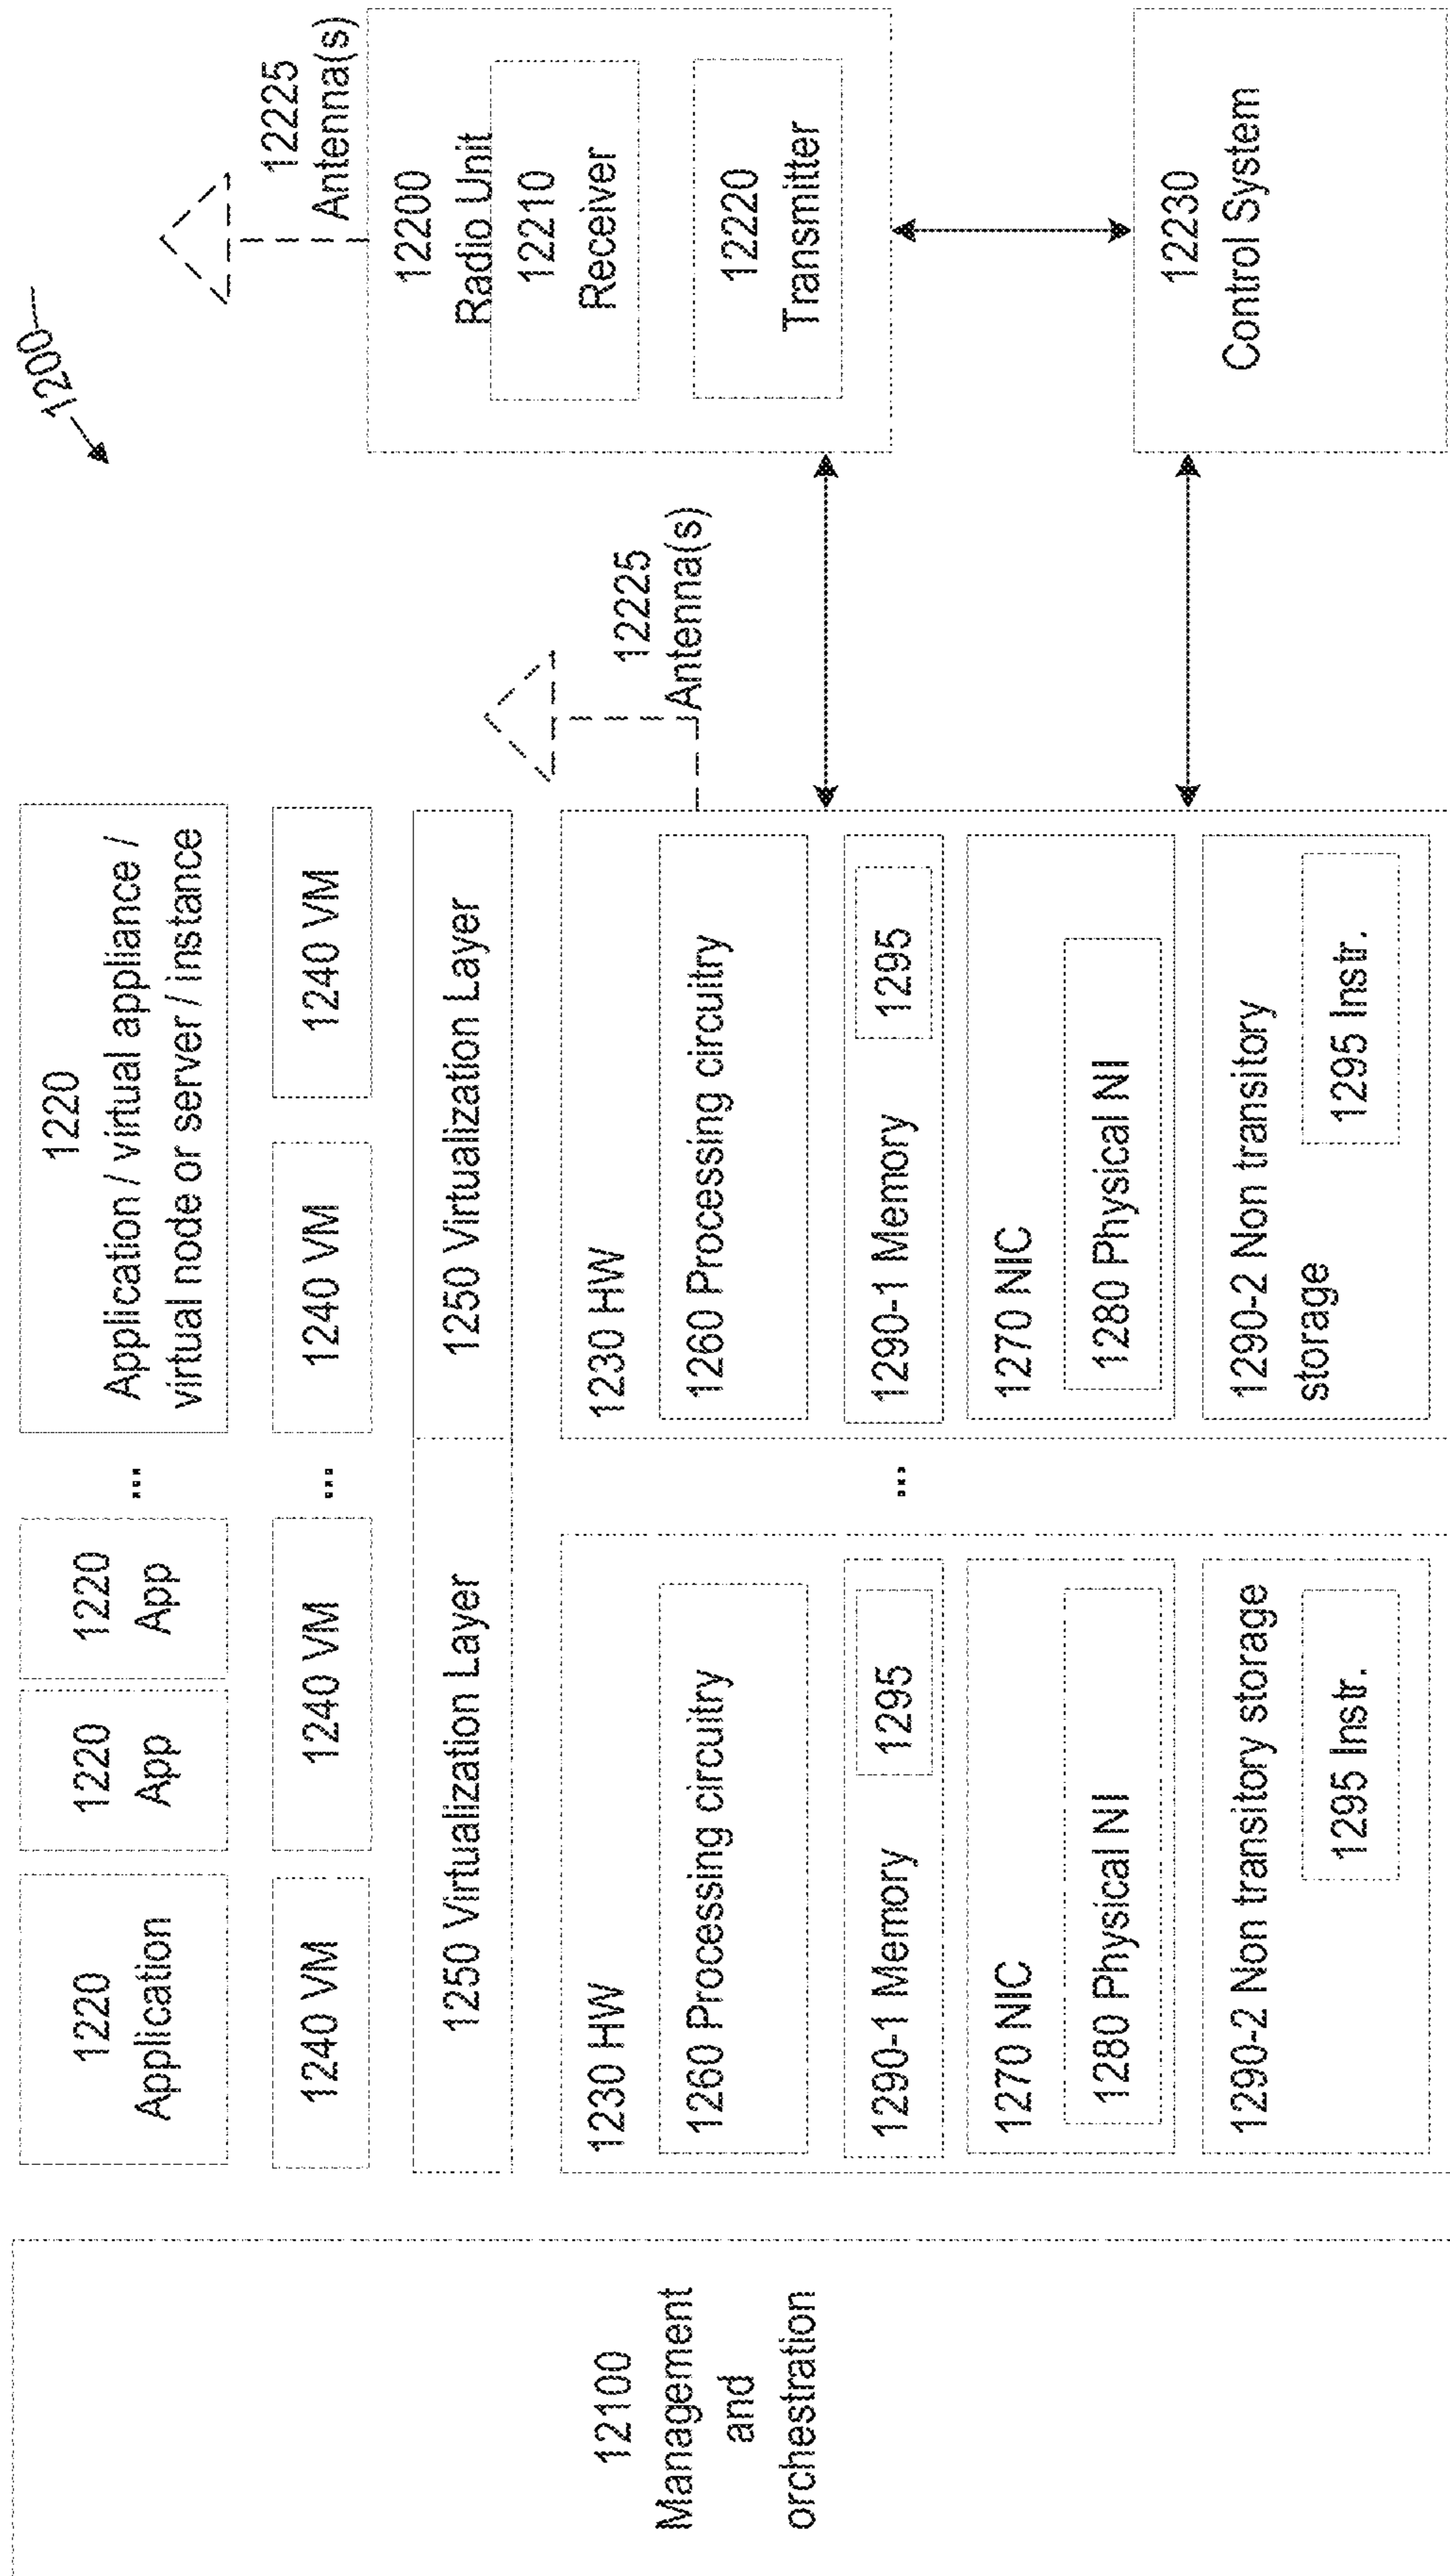 1200
12100
Management
and
orchestration
1220
Application
1220
App
1220
App
...
1220
Application / virtual appliance /
virtual node or server / instance
1240 VM
1240 VM
...
1240 VM
1240 VM
1250 Virtualization Layer
1250 Virtualization Layer
1230 HW
1260 Processing circuitry
1290-1 Memory
1295
1270 NIC
1280 Physical NI
1290-2 Non transitory storage
1295 Instr.
...
1230 HW
1260 Processing circuitry
1290-1 Memory
1295
1270 NIC
1280 Physical NI
1290-2 Non transitory
storage
1295 Instr.
12225
Antenna(s)
12225
Antenna(s)
12200
Radio Unit
12210
Receiver
12220
Transmitter
12230
Control System